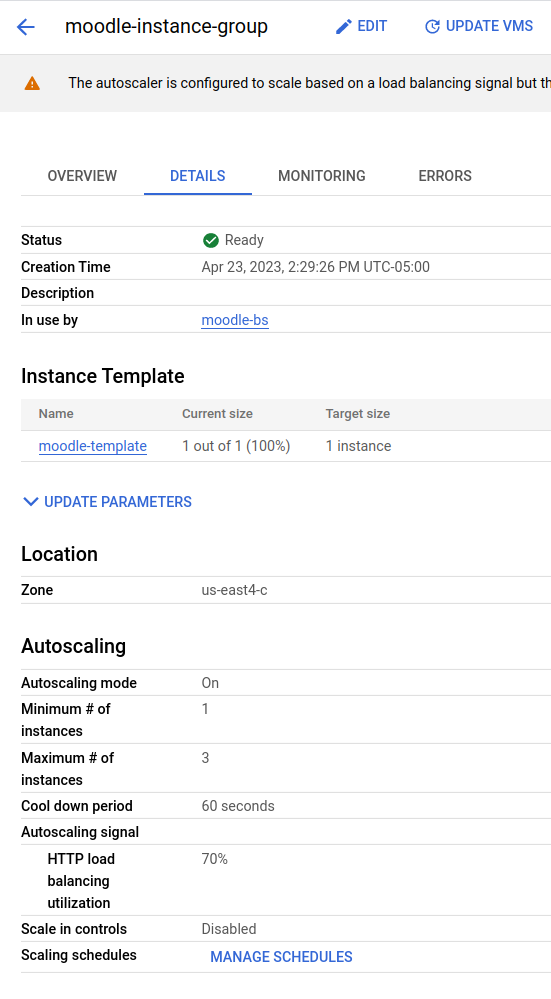 moodle-instance-group EDIT UPDATE VMS
The autoscaler is configured to scale based on a load balancing signal but
OVERVIEW DETAILS MONITORING ERRORS
Status Ready
Creation Time Apr 23, 2023, 2:29:26 PM UTC-05:00
Description
In use by moodle-bs
Instance Template
Name Current size Target size
moodle-template 1 out of 1 (100%) 1 instance
UPDATE PARAMETERS
Location
Zone us-east4-c
Autoscaling
Autoscaling mode On
Minimum # of 1
instances
Maximum # of 3
instances
Cool down period 60 seconds
Autoscaling signal
HTTP load 70%
balancing
utilization
Scale in controls Disabled
Scaling schedules MANAGE SCHEDULES